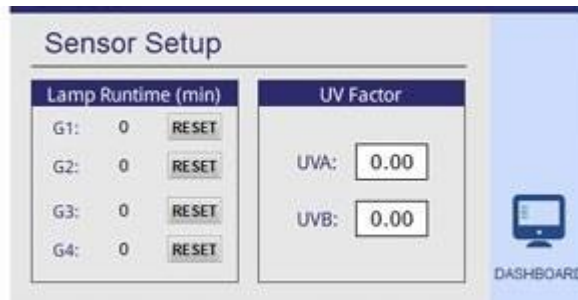 Sensor Setup
Lamp Runtime (min)
G1: 0 RESET
G2: 0 RESET
G3: 0 RESET
G4: 0 RESET
UV Factor
UVA: 0.00
UVB: 0.00
DASHBOARD